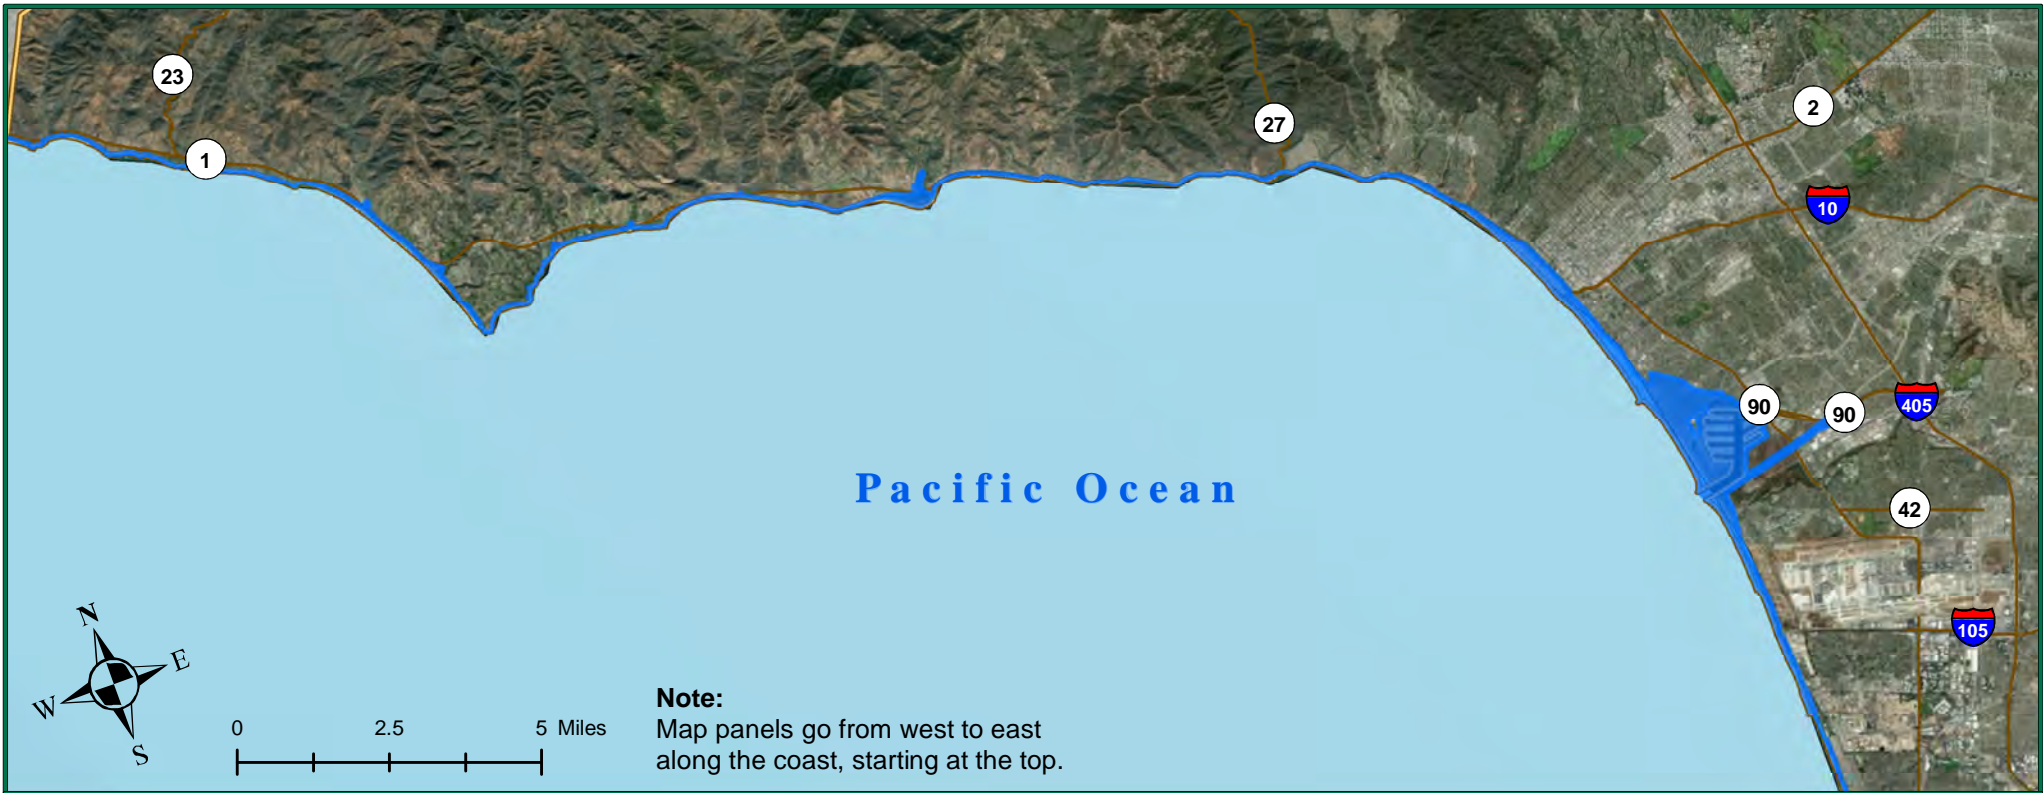 23
1
27
2
10
90
90
405
Pacific Ocean
42
105
N
E
W
S
0 2.5 5 Miles
Note:
Map panels go from west to east
along the coast, starting at the top.